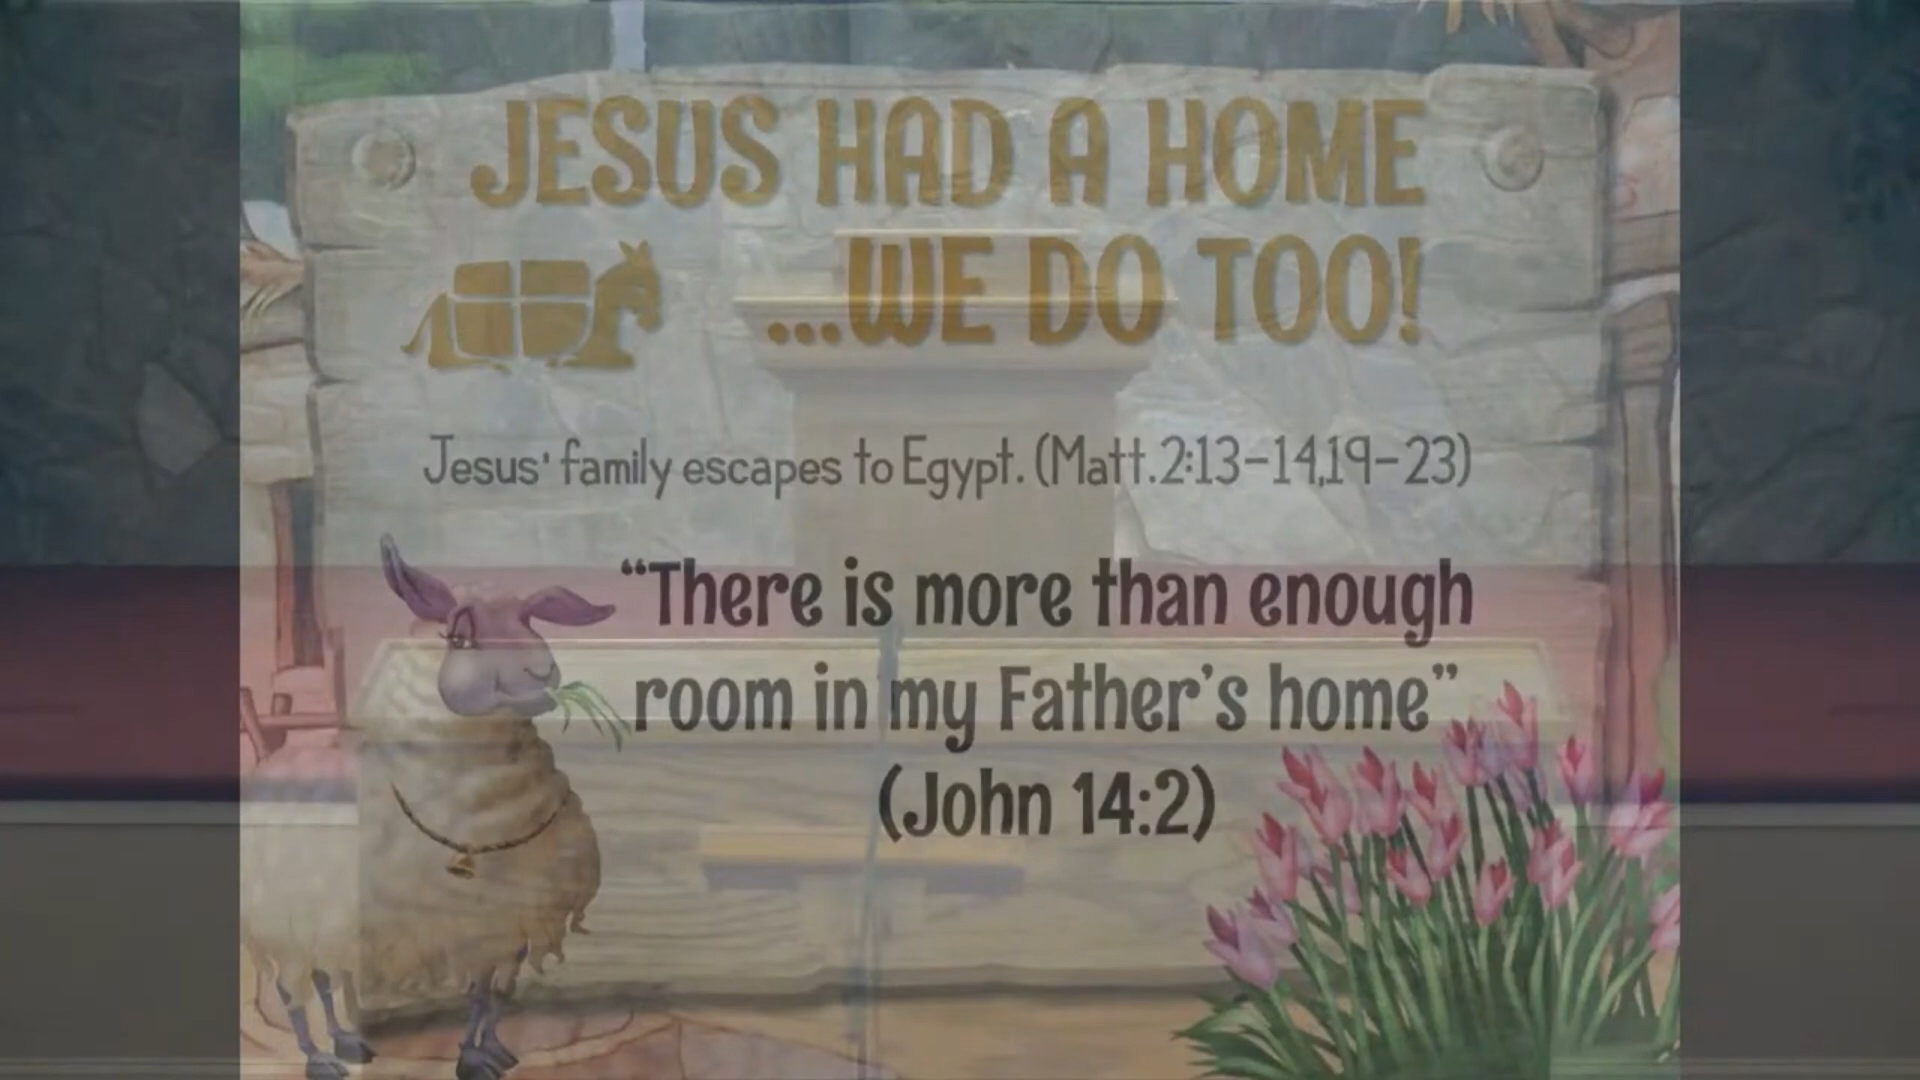 JESUS HAD A HOME
...WE DO TOO!
Jesus' family escapes to Egypt. (Matt.2:13-14,19-23)
“There is more than enough
room in my Father’s home”
(John 14:2)